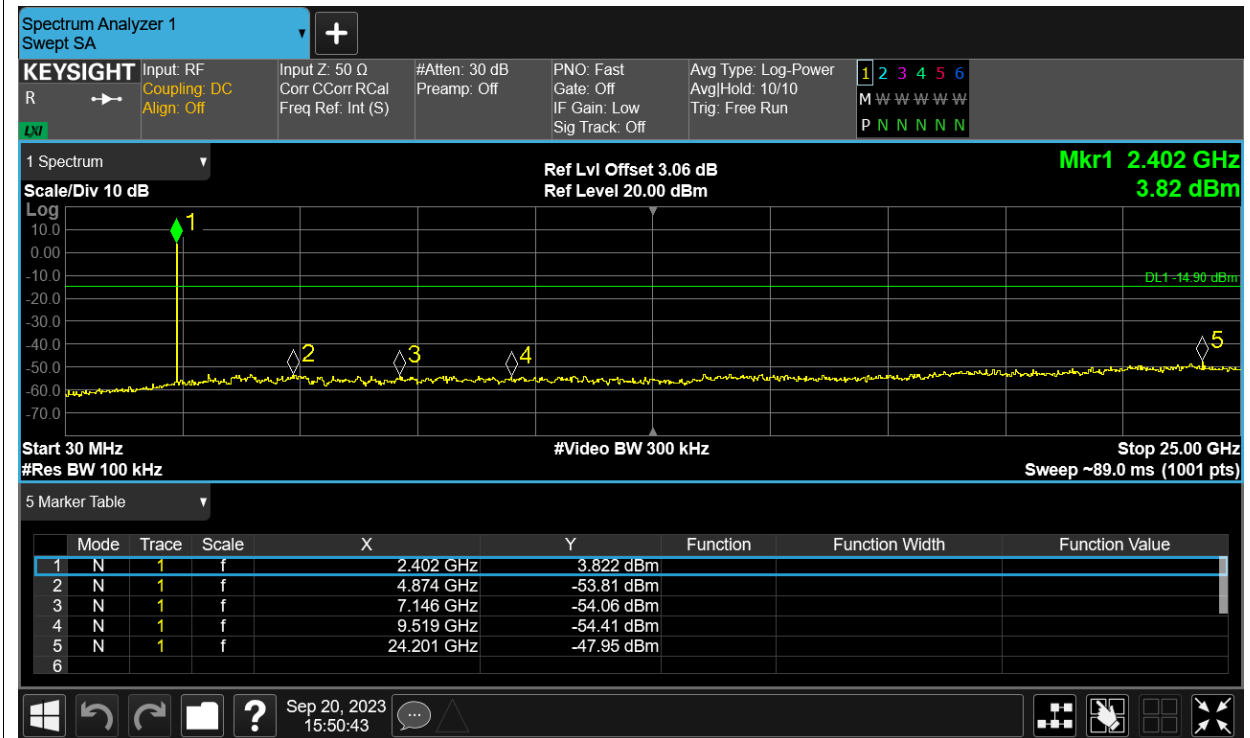 Spectrum Analyzer 1
Swept SA
KEYSIGHT
R
LXI
Input: RF
Coupling: DC
Align: Off
Input Z: 50 Ω
Corr CCorr RCal
Freq Ref: Int (S)
#Atten: 30 dB
Preamp: Off
PNO: Fast
Gate: Off
IF Gain: Low
Sig Track: Off
Avg Type: Log-Power
Avg|Hold: 10/10
Trig: Free Run
1 2 3 4 5 6
M W W W W W
P N N N N N
1 Spectrum
Scale/Div 10 dB
Ref Lvl Offset 3.06 dB
Ref Level 20.00 dBm
Mkr1 2.402 GHz
3.82 dBm
Log
10.0
0.00
-10.0
-20.0
-30.0
-40.0
-50.0
-60.0
-70.0
1
2
3
4
5
DL1 -14.90 dBm
Start 30 MHz
#Res BW 100 kHz
#Video BW 300 kHz
Stop 25.00 GHz
Sweep ~89.0 ms (1001 pts)
5 Marker Table
Mode Trace Scale X Y Function Function Width Function Value
1 N 1 f 2.402 GHz 3.822 dBm
2 N 1 f 4.874 GHz -53.81 dBm
3 N 1 f 7.146 GHz -54.06 dBm
4 N 1 f 9.519 GHz -54.41 dBm
5 N 1 f 24.201 GHz -47.95 dBm
6
?
Sep 20, 2023
15:50:43